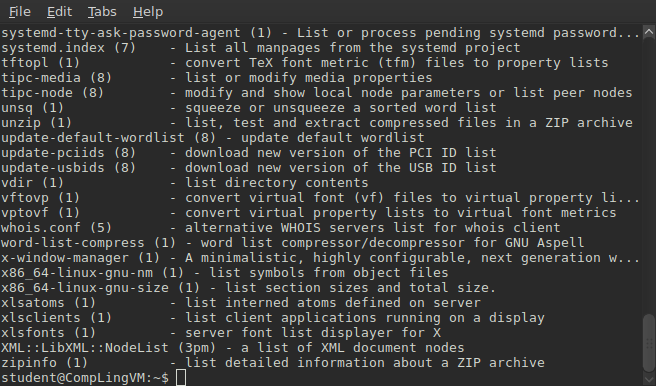 File Edit Tabs Help
systemd-tty-ask-password-agent (1) - List or process pending systemd password...
systemd.index (7)    - List all manpages from the systemd project
tftopl (1)           - convert TeX font metric (tfm) files to property lists
tipc-media (8)       - list or modify media properties
tipc-node (8)        - modify and show local node parameters or list peer nodes
unsq (1)             - squeeze or unsqueeze a sorted word list
unzip (1)            - list, test and extract compressed files in a ZIP archive
update-default-wordlist (8) - update default wordlist
update-pciids (8)    - download new version of the PCI ID list
update-usbids (8)    - download new version of the USB ID list
vdir (1)             - list directory contents
vftovp (1)           - convert virtual font (vf) files to virtual property li...
vptovf (1)           - convert virtual property lists to virtual font metrics
whois.conf (5)       - alternative WHOIS servers list for whois client
word-list-compress (1) - word list compressor/decompressor for GNU Aspell
x-window-manager (1) - A minimalistic, highly configurable, next generation w...
x86_64-linux-gnu-nm (1) - list symbols from object files
x86_64-linux-gnu-size (1) - list section sizes and total size.
xlsatoms (1)         - list interned atoms defined on server
xlsclients (1)       - list client applications running on a display
xlsfonts (1)         - server font list displayer for X
XML::LibXML::NodeList (3pm) - a list of XML document nodes
zipinfo (1)          - list detailed information about a ZIP archive
student@CompLingVM:~$